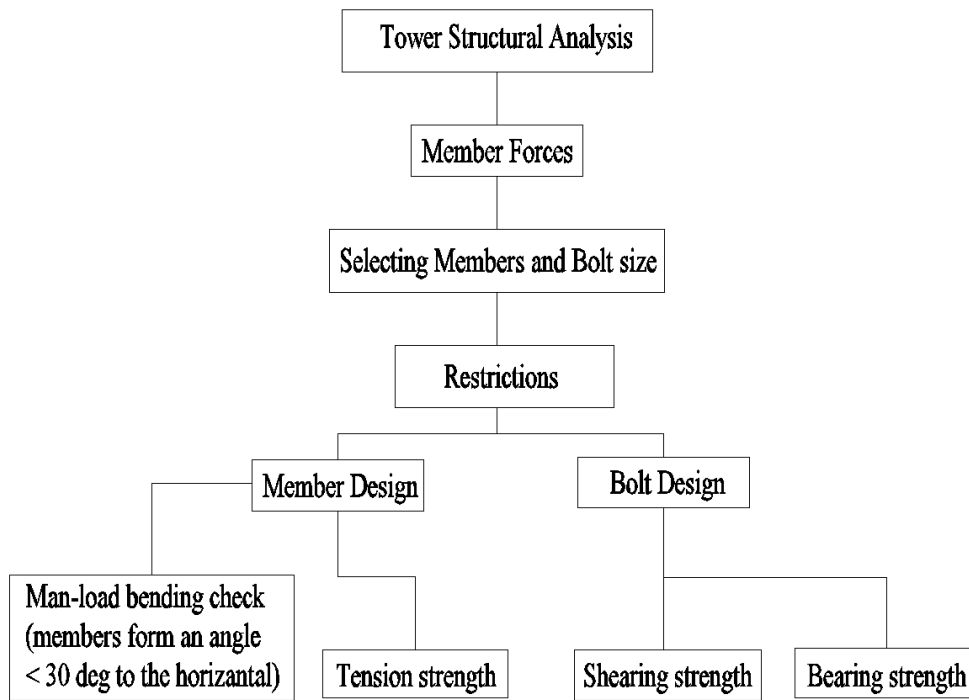 Tower Structural Analysis
Member Forces
Selecting Members and Bolt size
Restrictions
Member Design
Bolt Design
Man-load bending check
(members form an angle
< 30 deg to the horizantal)
Tension strength
Shearing strength
Bearing strength